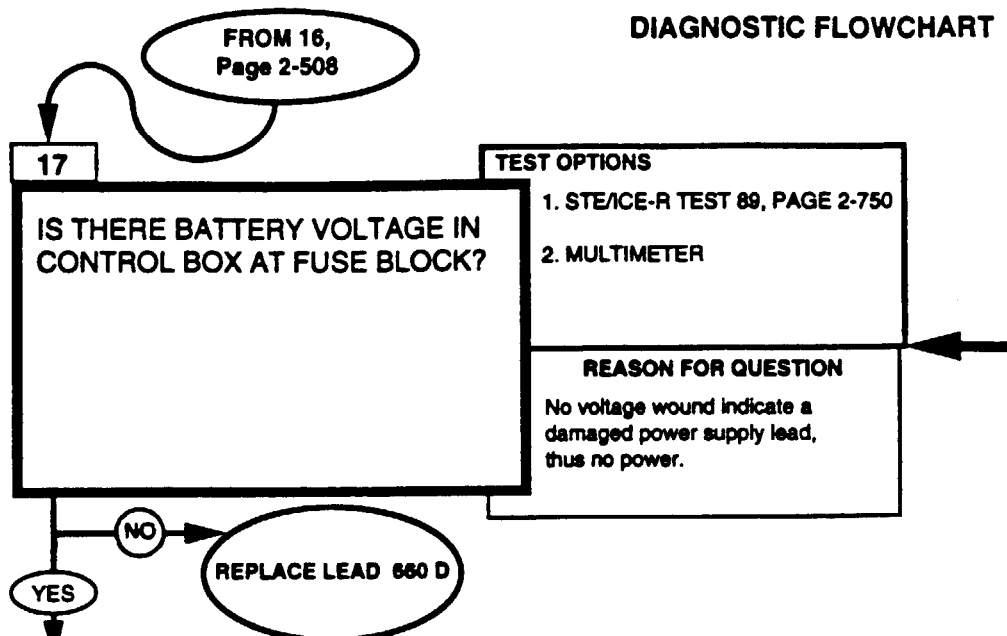 DIAGNOSTIC FLOWCHART
FROM 16,
Page 2-508
17
IS THERE BATTERY VOLTAGE IN
CONTROL BOX AT FUSE BLOCK?
TEST OPTIONS
1. STE/ICE-R TEST 89, PAGE 2-750
2. MULTIMETER
REASON FOR QUESTION
No voltage wound indicate a
damaged power supply lead,
thus no power.
NO
REPLACE LEAD 660 D
YES